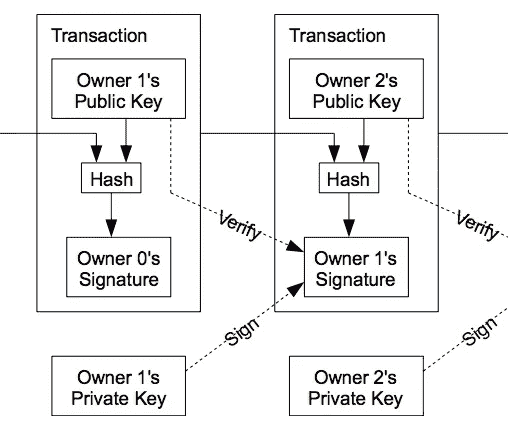 Transaction
Owner 1's
Public Key
Hash
Owner 0's
Signature
Owner 1's
Private Key
Transaction
Owner 2's
Public Key
Hash
Verify
Owner 1's
Signature
Sign
Owner 2's
Private Key
Verify
Sign